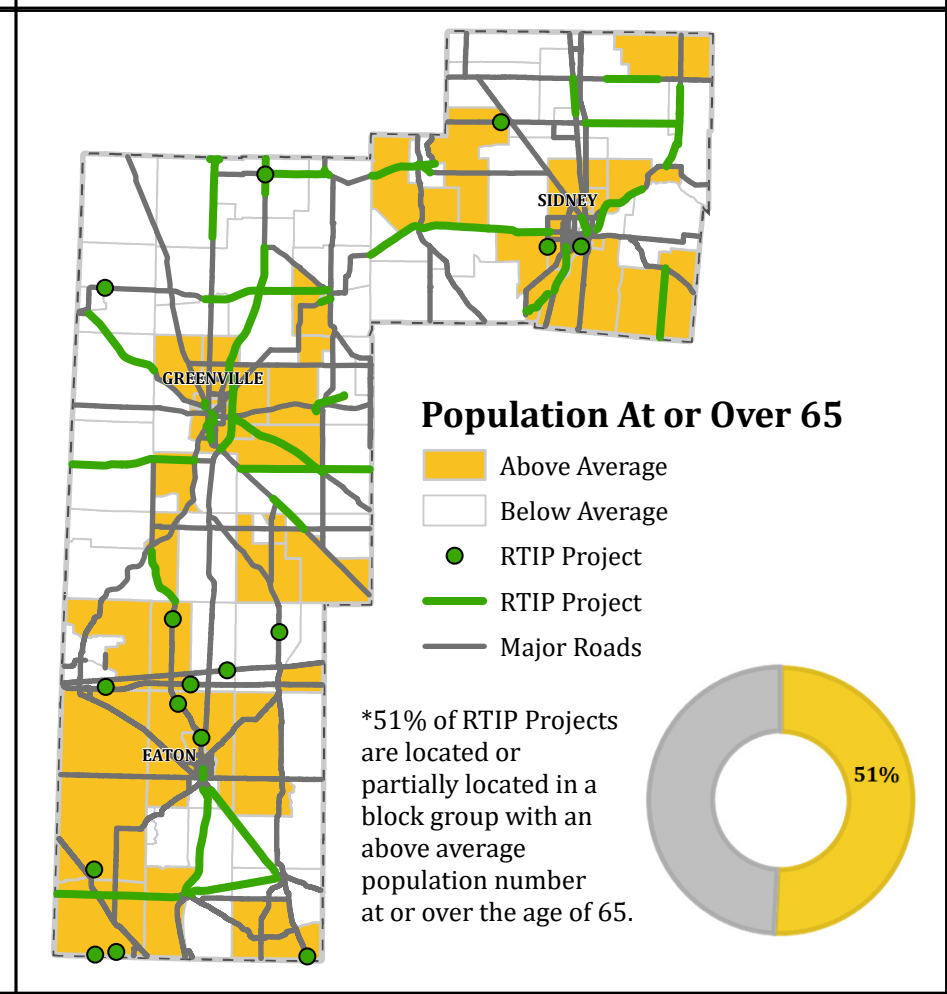 SIDNEY
GREENVILLE
Population At or Over 65
Above Average
Below Average
RTIP Project
RTIP Project
Major Roads
EATON
*51% of RTIP Projects
are located or
partially located in a
block group with an
above average
population number
at or over the age of 65.
51%